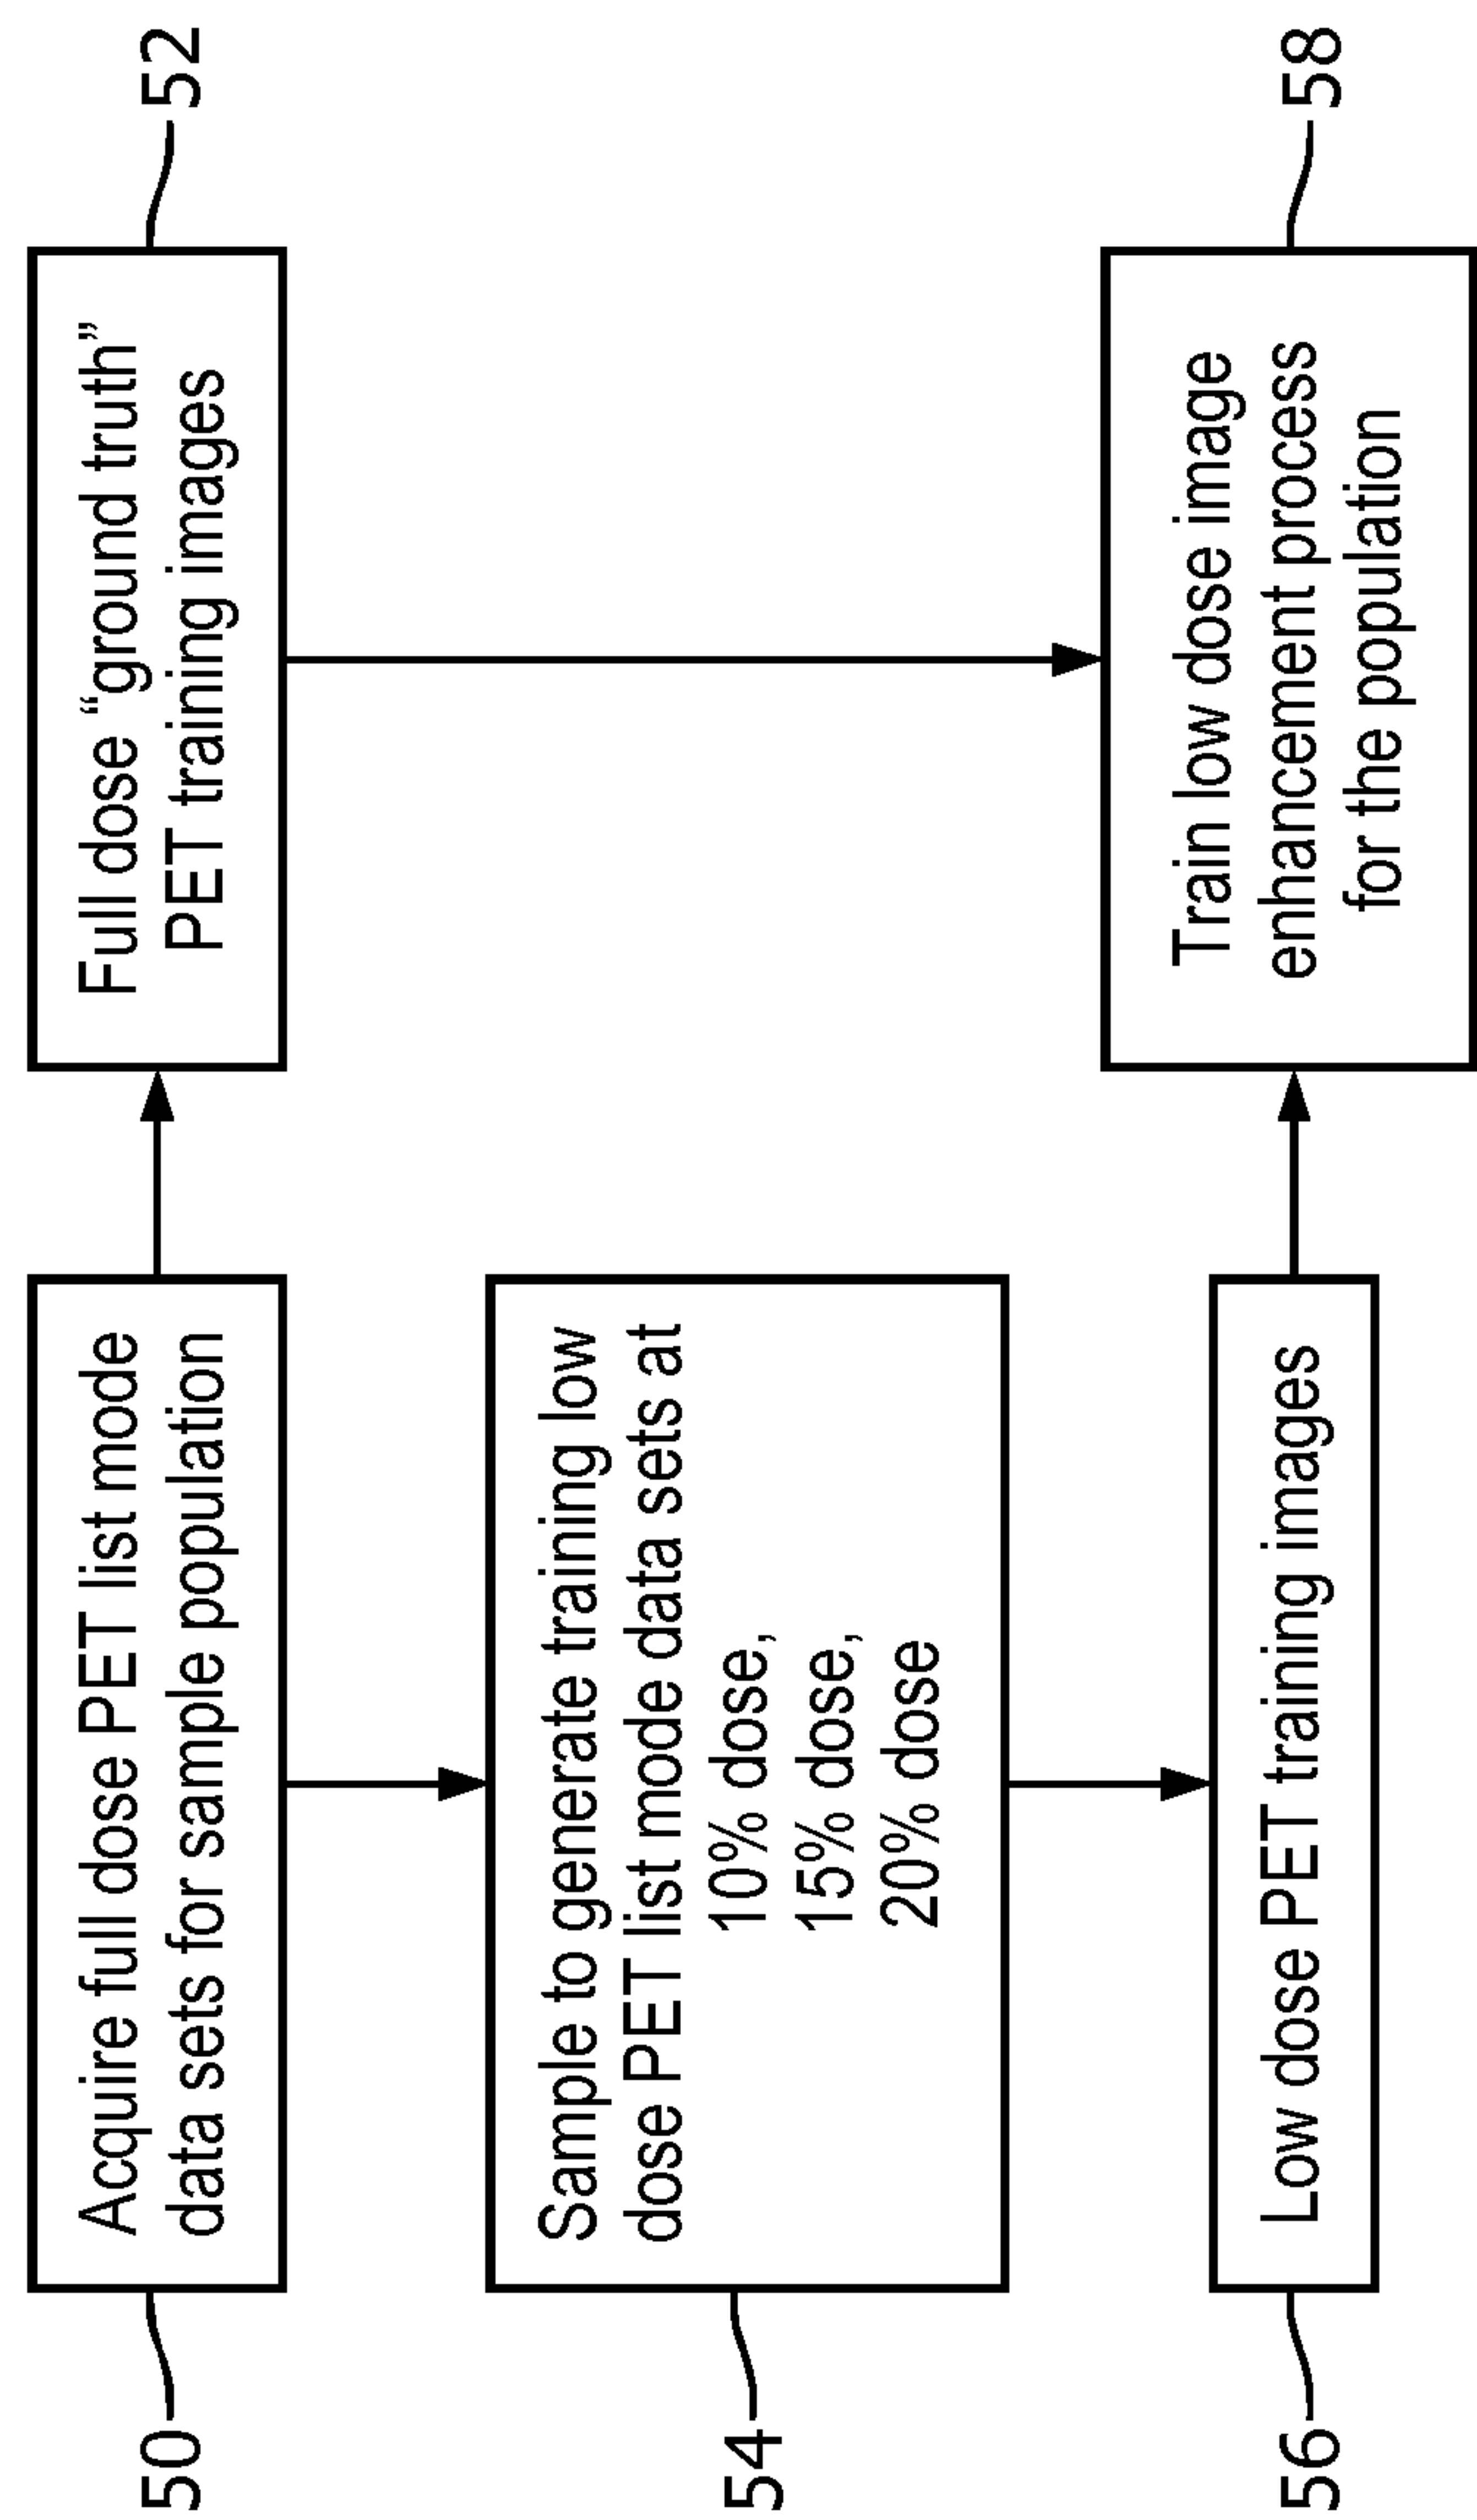 50
Acquire full dose PET list mode
data sets for sample population
Full dose “ground truth”
PET training images
52
54
Sample to generate training low
dose PET list mode data sets at
10% dose,
15% dose,
20% dose
56
Low dose PET training images
Train low dose image
enhancement process
for the population
58